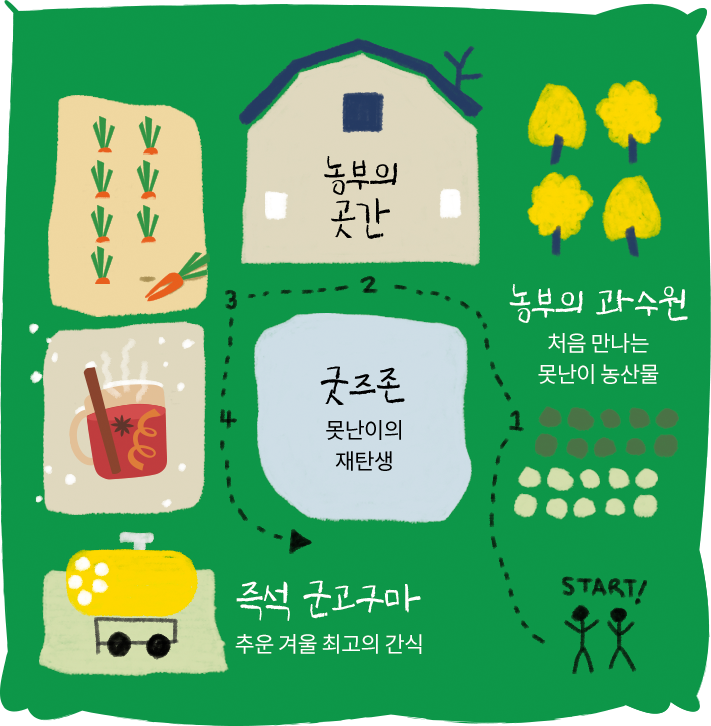 농부의
곳간
농부의 과수원
처음 만나는
못난이 농산물
3
2
굿즈존
못난이의
재탄생
4
1
START!
즉석 군고구마
추운 겨울 최고의 간식